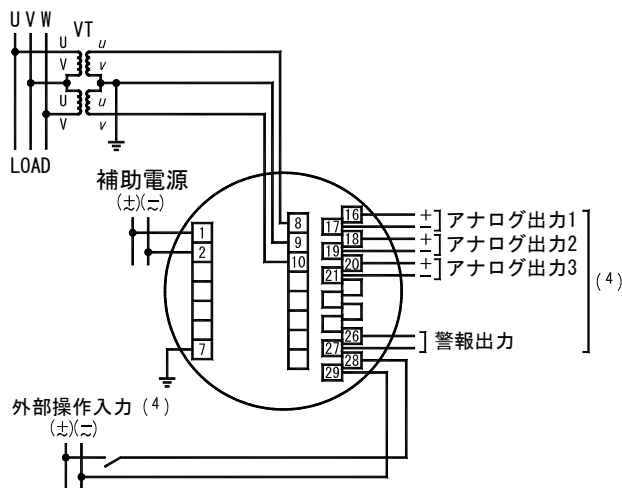 U V W
VT
U u
V v
U u
V v
LOAD
補助電源
(±)(≂)
1
2
7
8
9
10
16 + アナログ出力1
17 −
18 + アナログ出力2
19 −
20 + アナログ出力3
21 −
(4)
26
27
警報出力
28
29
外部操作入力 (4)
(±)(≂)